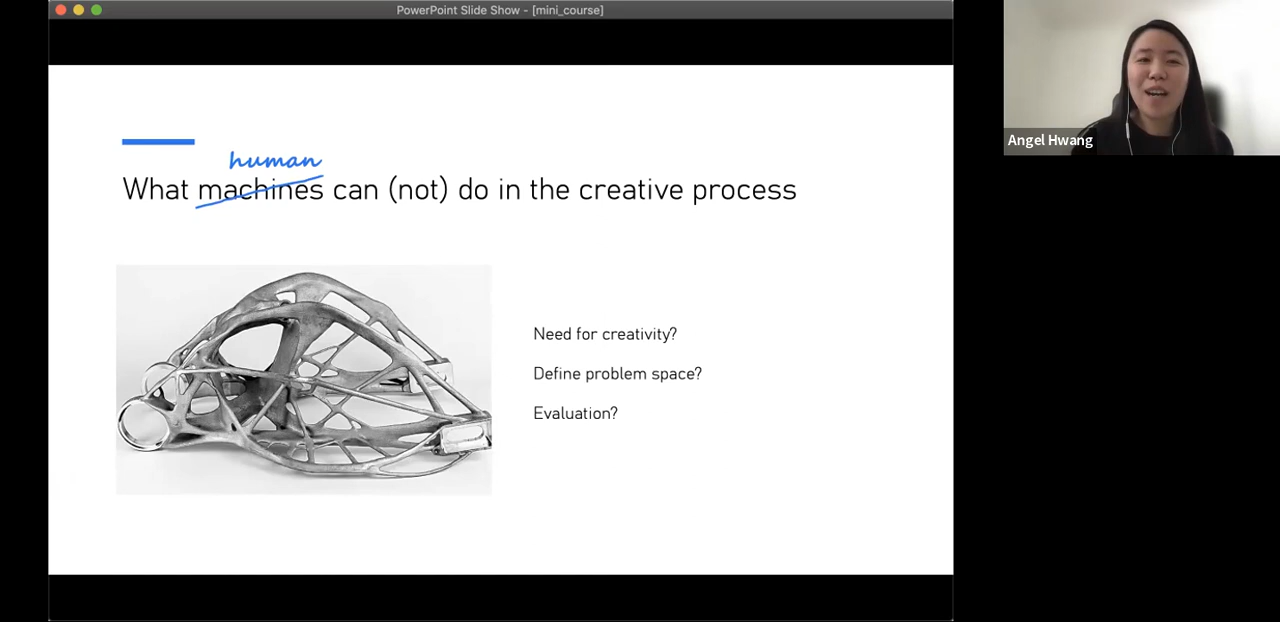 PowerPoint Slide Show - [mini_course]
human
What machines can (not) do in the creative process
Need for creativity?
Define problem space?
Evaluation?
Angel Hwang